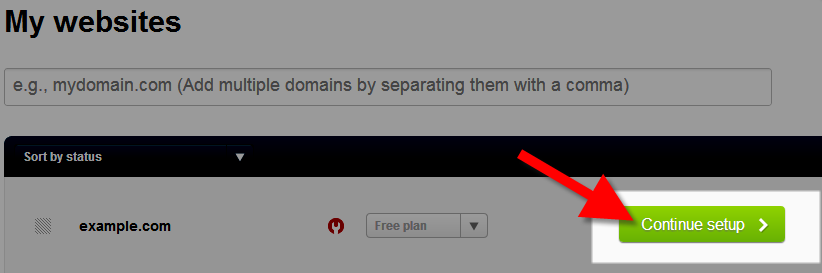 My websites
e.g., mydomain.com (Add multiple domains by separating them with a comma)
Sort by status
example.com
Free plan
Continue setup